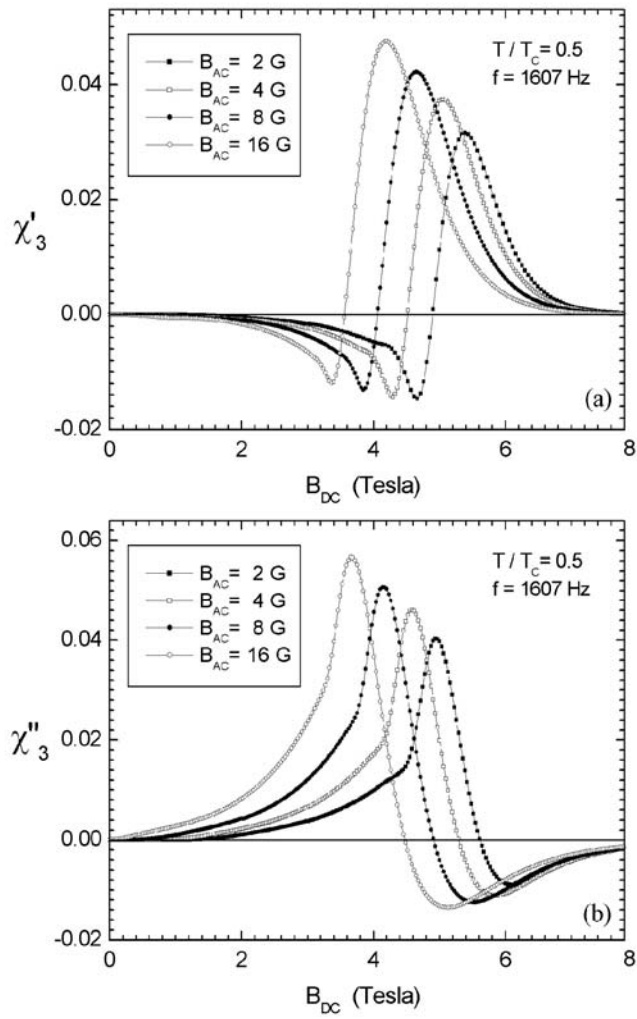 0.04
0.02
0.00
-0.02
χ'₃
B_AC = 2 G
B_AC = 4 G
B_AC = 8 G
B_AC = 16 G
T / T_C = 0.5
f = 1607 Hz
(a)
0 2 4 6 8
B_DC (Tesla)
0.06
0.04
0.02
0.00
-0.02
χ"₃
B_AC = 2 G
B_AC = 4 G
B_AC = 8 G
B_AC = 16 G
T / T_C = 0.5
f = 1607 Hz
(b)
0 2 4 6 8
B_DC (Tesla)